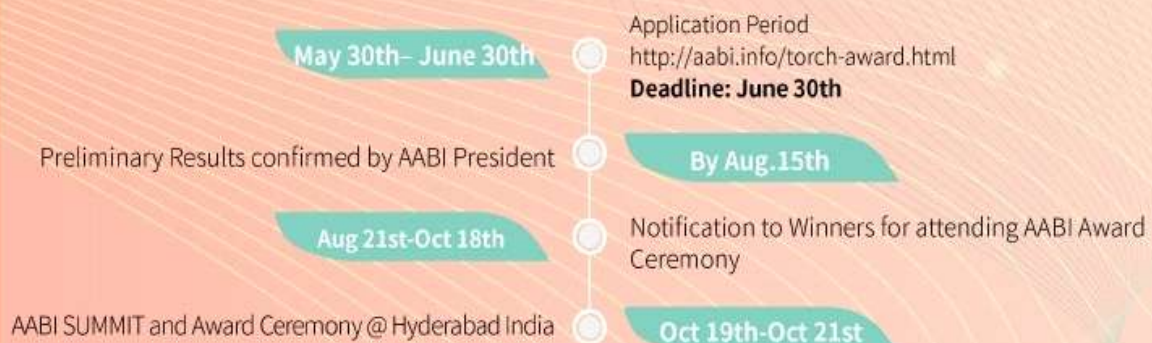 May 30th– June 30th
Application Period
http://aabi.info/torch-award.html
Deadline: June 30th
Preliminary Results confirmed by AABI President
By Aug.15th
Aug 21st-Oct 18th
Notification to Winners for attending AABI Award
Ceremony
AABI SUMMIT and Award Ceremony @ Hyderabad India
Oct 19th-Oct 21st